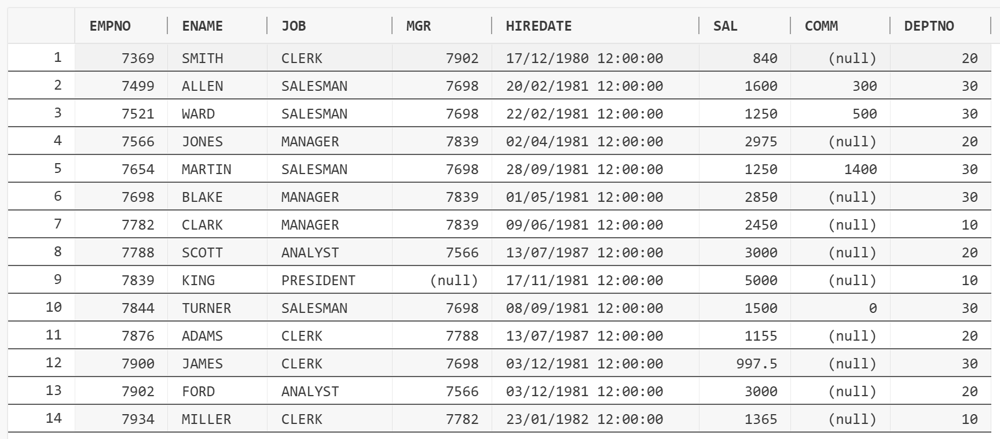 EMPNO ENAME JOB MGR HIREDATE SAL COMM DEPTNO
1 7369 SMITH CLERK 7902 17/12/1980 12:00:00 840 (null) 20
2 7499 ALLEN SALESMAN 7698 20/02/1981 12:00:00 1600 300 30
3 7521 WARD SALESMAN 7698 22/02/1981 12:00:00 1250 500 30
4 7566 JONES MANAGER 7839 02/04/1981 12:00:00 2975 (null) 20
5 7654 MARTIN SALESMAN 7698 28/09/1981 12:00:00 1250 1400 30
6 7698 BLAKE MANAGER 7839 01/05/1981 12:00:00 2850 (null) 30
7 7782 CLARK MANAGER 7839 09/06/1981 12:00:00 2450 (null) 10
8 7788 SCOTT ANALYST 7566 13/07/1987 12:00:00 3000 (null) 20
9 7839 KING PRESIDENT (null) 17/11/1981 12:00:00 5000 (null) 10
10 7844 TURNER SALESMAN 7698 08/09/1981 12:00:00 1500 0 30
11 7876 ADAMS CLERK 7788 13/07/1987 12:00:00 1155 (null) 20
12 7900 JAMES CLERK 7698 03/12/1981 12:00:00 997.5 (null) 30
13 7902 FORD ANALYST 7566 03/12/1981 12:00:00 3000 (null) 20
14 7934 MILLER CLERK 7782 23/01/1982 12:00:00 1365 (null) 10